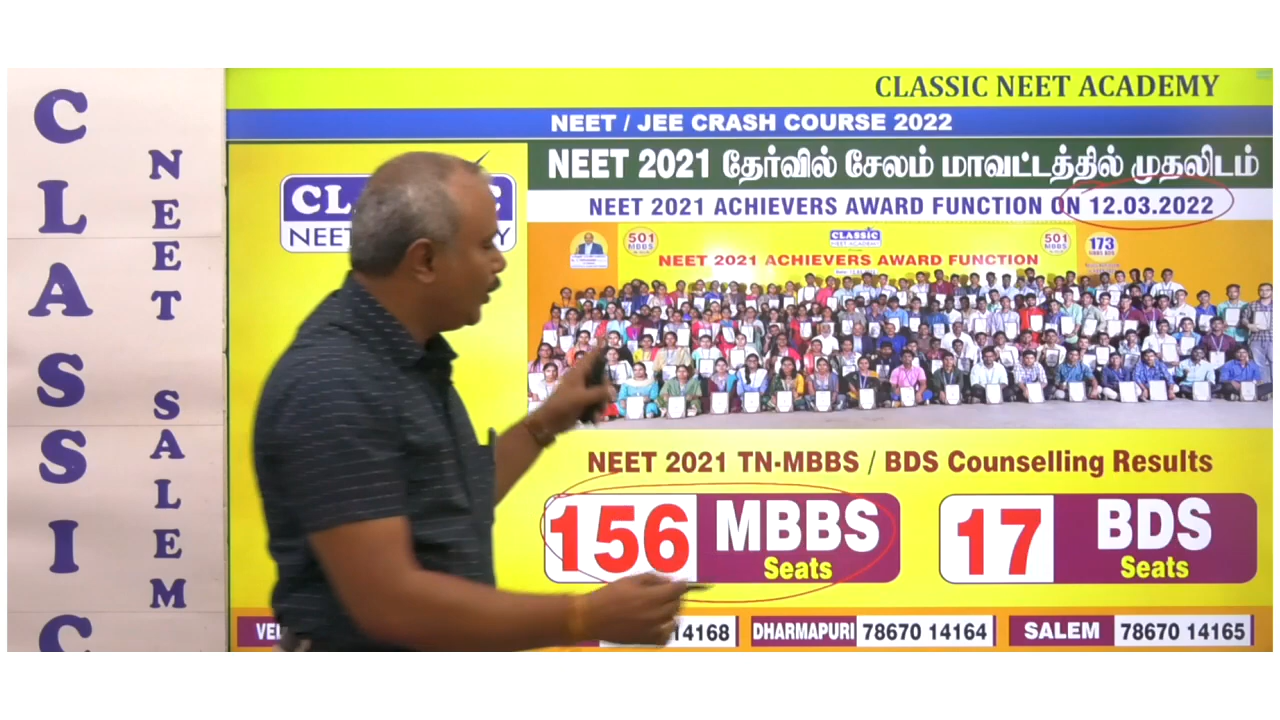 CLASSIC
NEET SALEM
CLASSIC NEET ACADEMY
NEET / JEE CRASH COURSE 2022
NEET 2021 தேர்வில் சேலம் மாவட்டத்தில் முதலிடம்
NEET 2021 ACHIEVERS AWARD FUNCTION ON 12.03.2022
CL
NEET
501
MBBS
CLASSIC
NEET ACADEMY
501
MBBS
173
MBBS BDS
NEET 2021 ACHIEVERS AWARD FUNCTION
NEET 2021 TN-MBBS / BDS Counselling Results
156 MBBS
Seats
17 BDS
Seats
14168
DHARMAPURI 78670 14164
SALEM 78670 14165